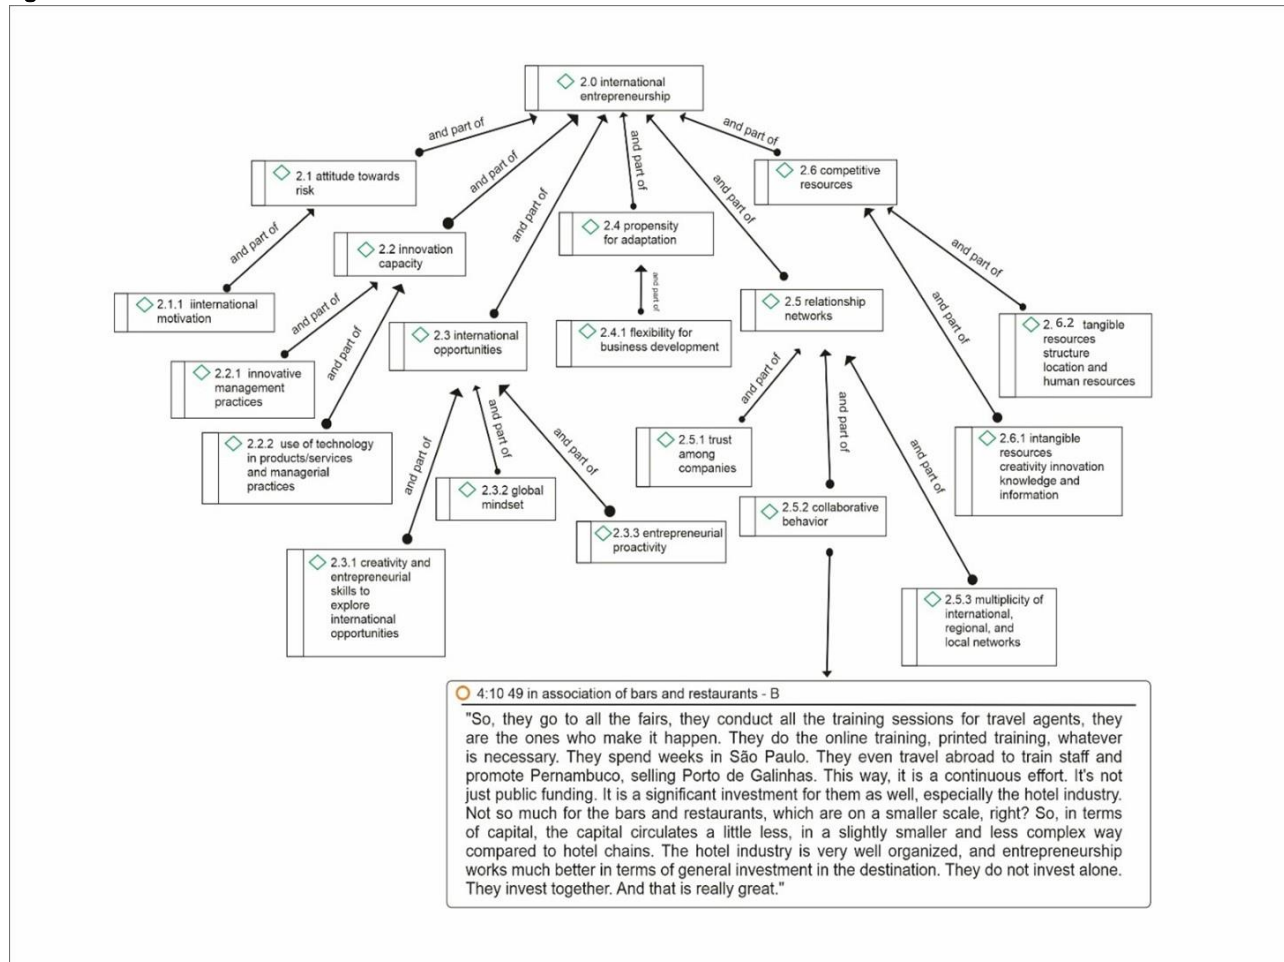 2.0 international
entrepreneurship
and part of
and part of
and part of
and part of
and part of
and part of
2.1 attitude towards
risk
2.6 competitive
resources
and part of
2.2 innovation
capacity
2.4 propensity
for adaptation
and part of
and part of
2.1.1 iinternational
motivation
and part of
and part of
and part of
2.3 international
opportunities
2.4.1 flexibility for
business development
2.5 relationship
networks
2. 6.2 tangible
resources
structure
location and
human resources
2.2.1 innovative
management
practices
and part of
and part of
and part of
2.2.2 use of technology
in products/services
and managerial
practices
and part of
and part of
and part of
2.5.1 trust
among
companies
2.6.1 intangible
resources
creativity innovation
knowledge and
information
2.3.2 global
mindset
2.5.2 collaborative
behavior
2.3.3 entrepreneurial
proactivity
2.3.1 creativity and
entrepreneurial
skills to
explore
international
opportunities
2.5.3 multiplicity of
international,
regional, and
local networks
4:10 49 in association of bars and restaurants - B
"So, they go to all the fairs, they conduct all the training sessions for travel agents, they
are the ones who make it happen. They do the online training, printed training, whatever
is necessary. They spend weeks in São Paulo. They even travel abroad to train staff and
promote Pernambuco, selling Porto de Galinhas. This way, it is a continuous effort. It's not
just public funding. It is a significant investment for them as well, especially the hotel industry.
Not so much for the bars and restaurants, which are on a smaller scale, right? So, in terms
of capital, the capital circulates a little less, in a slightly smaller and less complex way
compared to hotel chains. The hotel industry is very well organized, and entrepreneurship
works much better in terms of general investment in the destination. They do not invest alone.
They invest together. And that is really great."